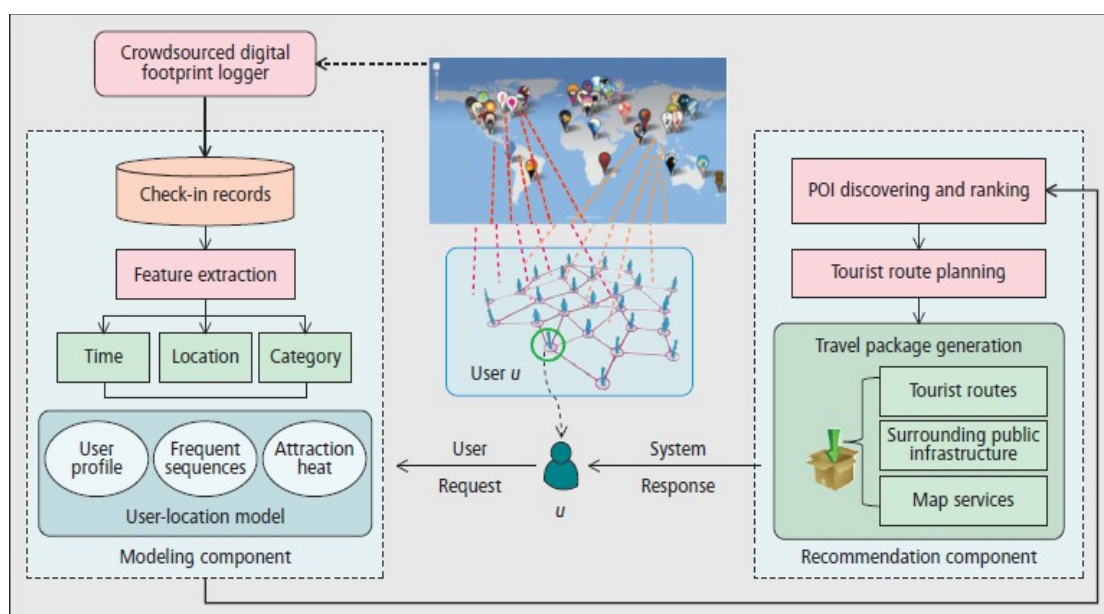 Crowdsourced digital
footprint logger
Check-in records
Feature extraction
Time
Location
Category
User
profile
Frequent
sequences
Attraction
heat
User-location model
Modeling component
User u
User
Request
u
System
Response
POI discovering and ranking
Tourist route planning
Travel package generation
Tourist routes
Surrounding public
infrastructure
Map services
Recommendation component